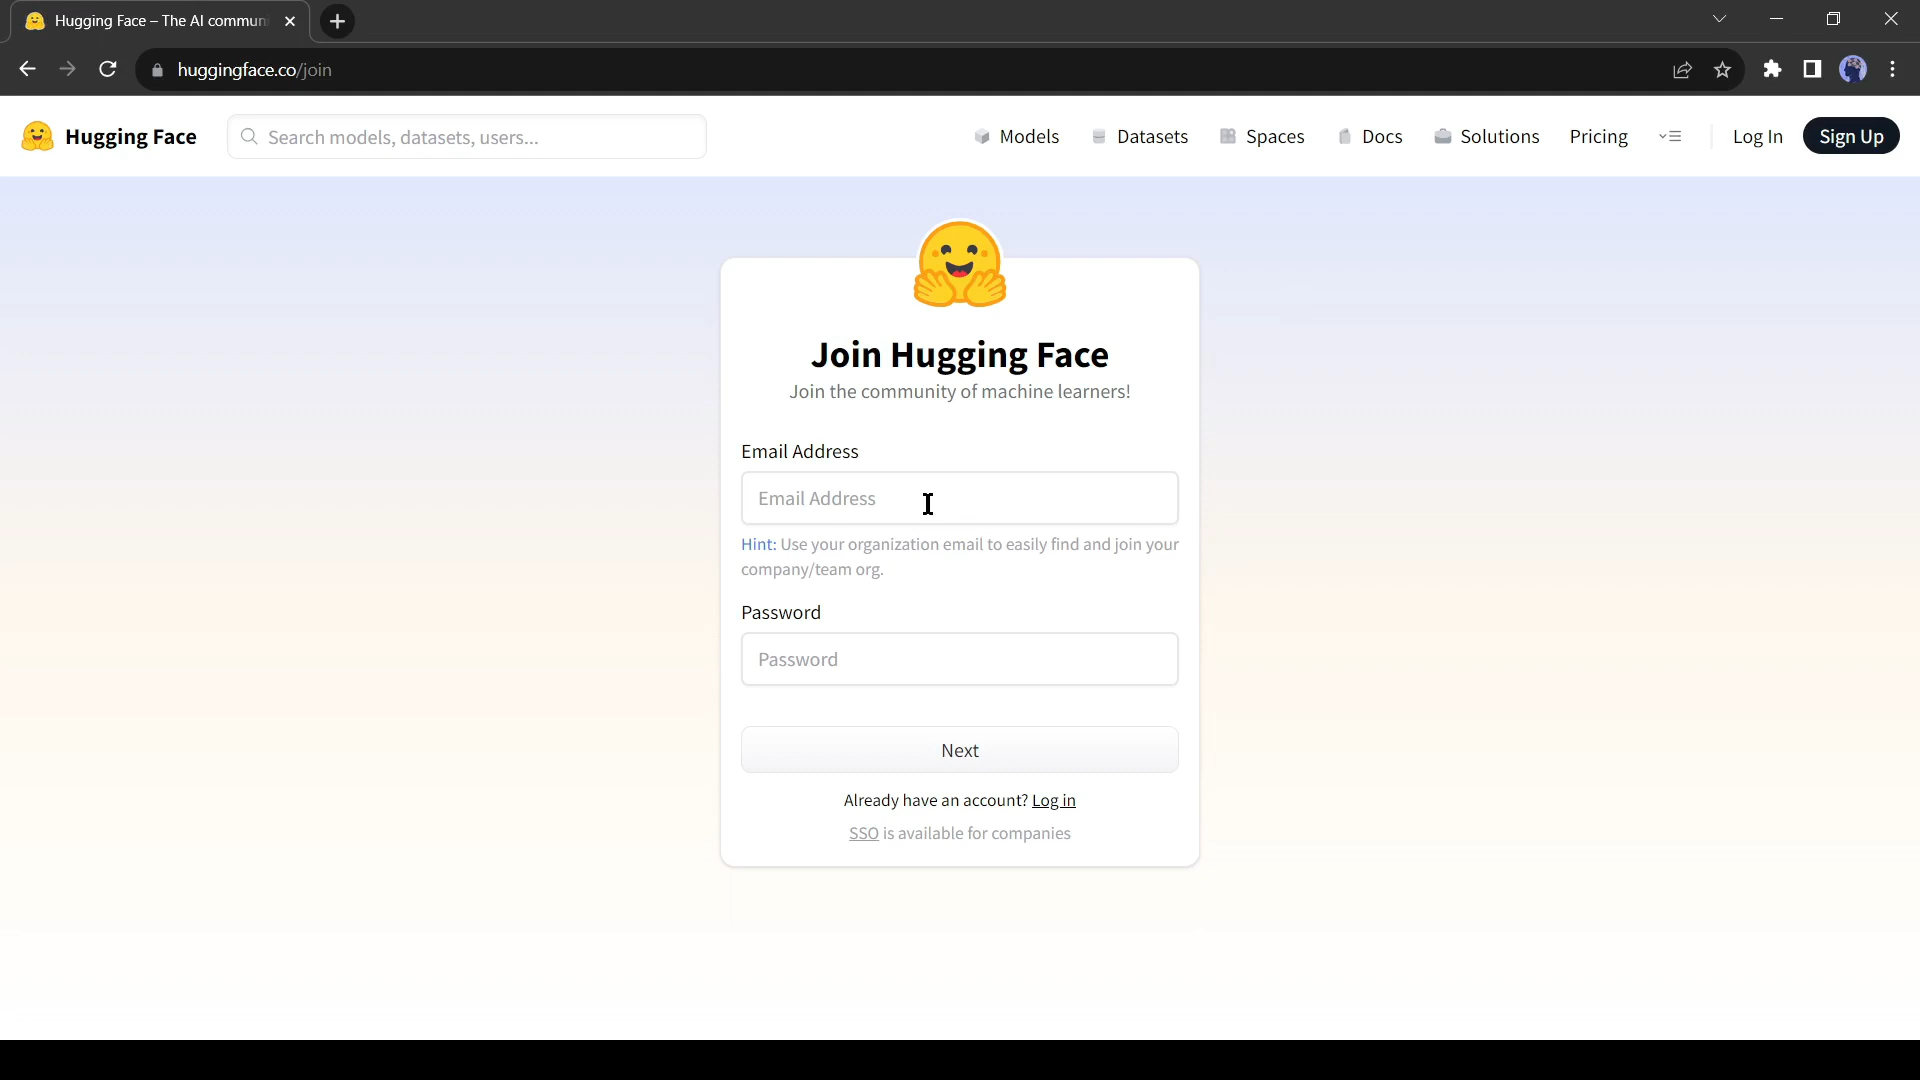 Hugging Face – The AI commun
huggingface.co/join
Hugging Face
Search models, datasets, users...
Models
Datasets
Spaces
Docs
Solutions
Pricing
Log In
Sign Up
Join Hugging Face
Join the community of machine learners!
Email Address
Email Address
Hint: Use your organization email to easily find and join your
company/team org.
Password
Password
Next
Already have an account? Log in
SSO is available for companies